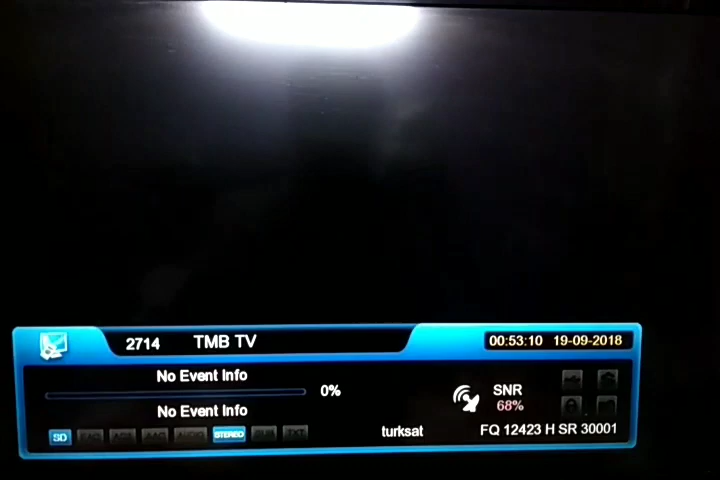 2714 TMB TV 00:53:10 19-09-2018
No Event Info
0%
No Event Info
SNR
68%
SD STEREO turksat FQ 12423 H SR 30001